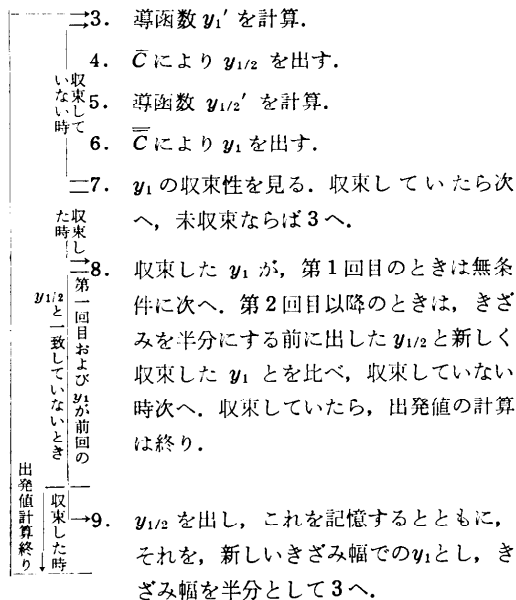 3. 導函数 y₁′ を計算.
4. C̅ により y₁/₂ を出す.
5. 導函数 y₁/₂′ を計算.
6. C̿ により y₁ を出す.
7. y₁ の収束性を見る. 収束していたら次
へ, 未収束ならば 3 へ.
8. 収束した y₁ が, 第1回目のときは無条
件に次へ. 第2回目以降のときは, きざ
みを半分にする前に出した y₁/₂ と新しく
収束した y₁ とを比べ, 収束していない
時次へ. 収束していたら, 出発値の計算
は終り.
9. y₁/₂ を出し, これを記憶するとともに,
それを, 新しいきざみ幅での y₁ とし, き
ざみ幅を半分として 3 へ.
収束して
いない時
収束し
た時
第一回目および y₁ が前回の
y₁/₂ と一致していないとき
収束した時
出発値計算終り